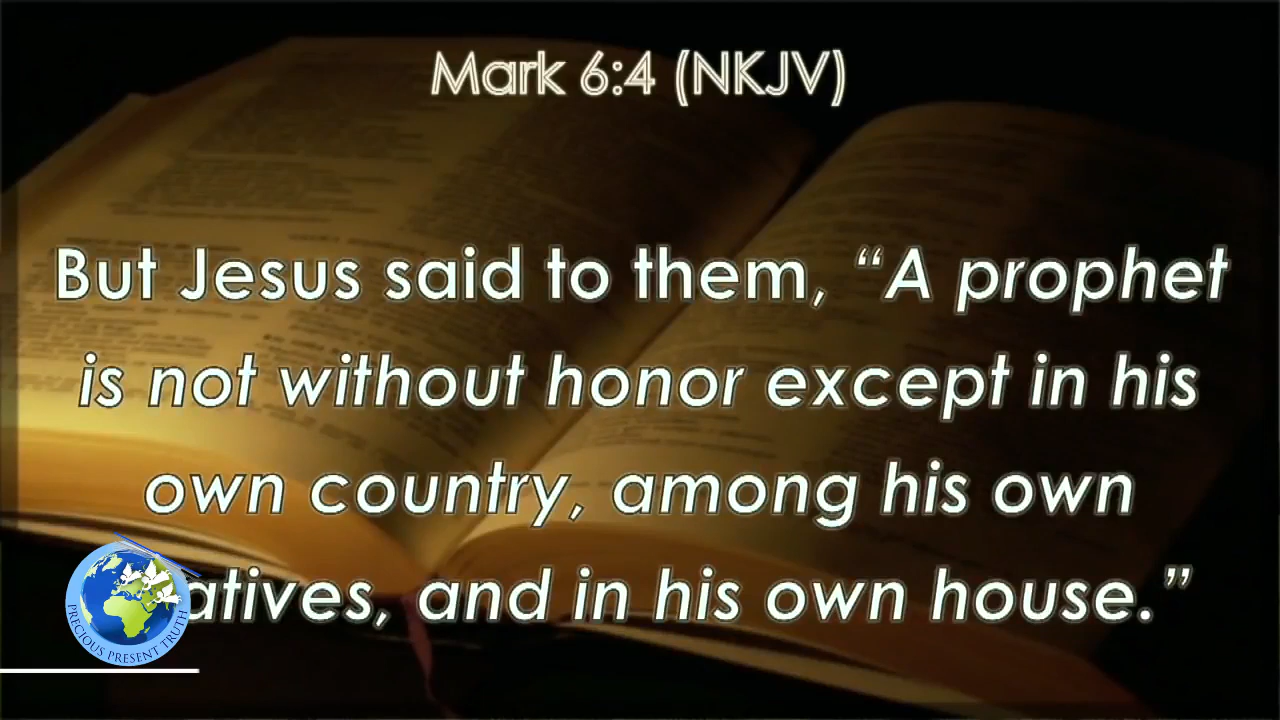 Mark 6:4 (NKJV)
But Jesus said to them, “A prophet
is not without honor except in his
own country, among his own
atives, and in his own house.”
PRECIOUS PRESENT TRUTH